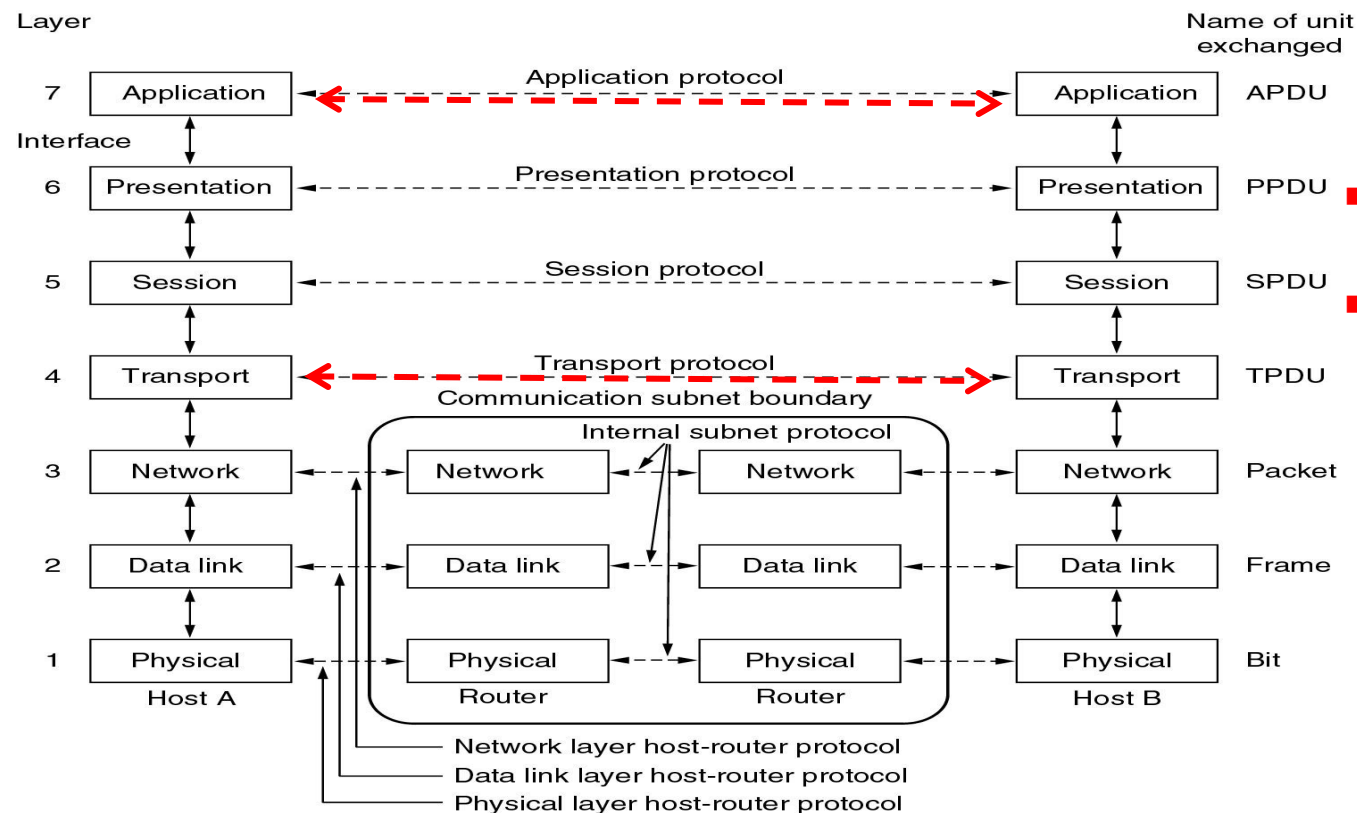 Layer
Name of unit
exchanged
Application protocol
7 Application Application APDU
Interface
Presentation protocol
6 Presentation Presentation PPDU
Session protocol
5 Session Session SPDU
Transport protocol
4 Transport Transport TPDU
Communication subnet boundary
Internal subnet protocol
3 Network Network Network Network Packet
2 Data link Data link Data link Data link Frame
1 Physical Physical Physical Physical Bit
Host A Router Router Host B
Network layer host-router protocol
Data link layer host-router protocol
Physical layer host-router protocol